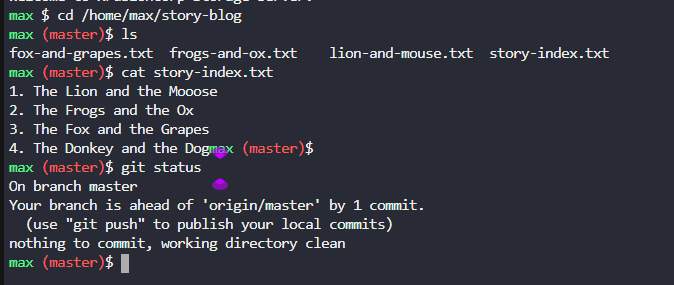 max $ cd /home/max/story-blog
max (master)$ ls
fox-and-grapes.txt  frogs-and-ox.txt   lion-and-mouse.txt  story-index.txt
max (master)$ cat story-index.txt
1. The Lion and the Mooose
2. The Frogs and the Ox
3. The Fox and the Grapes
4. The Donkey and the Dogmax (master)$
max (master)$ git status
On branch master
Your branch is ahead of 'origin/master' by 1 commit.
  (use "git push" to publish your local commits)
nothing to commit, working directory clean
max (master)$